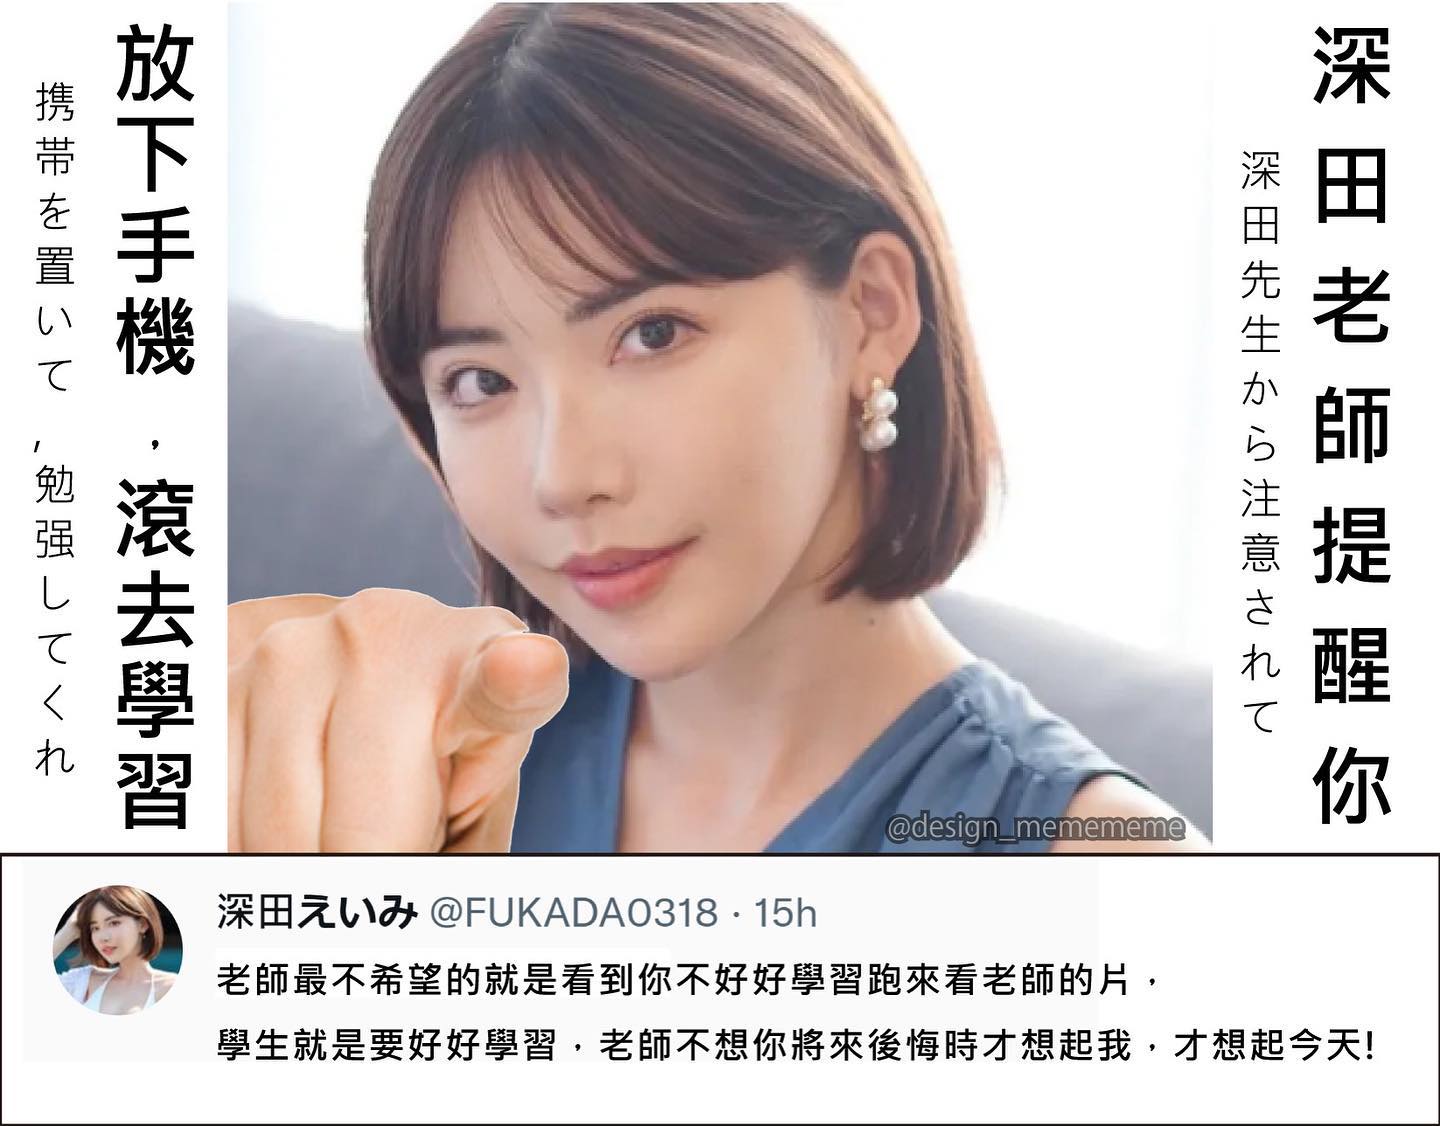 深田老師提醒你
深田先生から注意されて
放下手機，滾去學習
携帯を置いて,勉强してくれ
@design_memememe
深田えいみ @FUKADA0318 · 15h
老師最不希望的就是看到你不好好學習跑來看老師的片，
學生就是要好好學習，老師不想你將來後悔時才想起我，才想起今天!